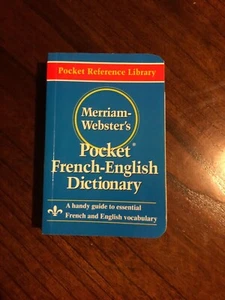 Pocket Reference Library
Merriam-
Webster's
Pocket®
French-English
Dictionary
A handy guide to essential
French and English vocabulary